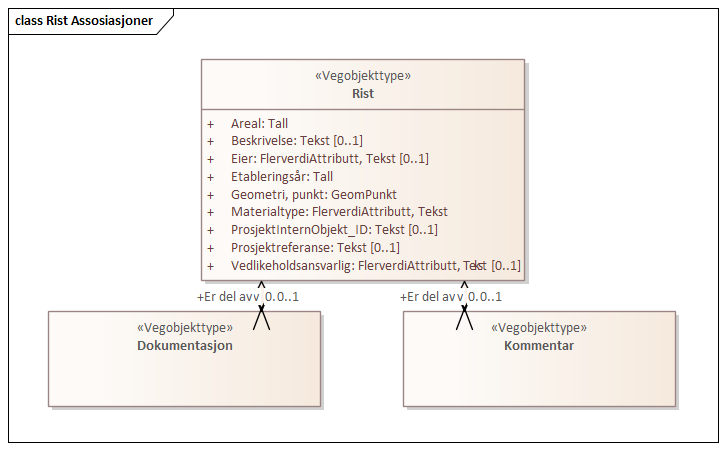 class Rist Assosiasjoner
«Vegobjekttype»
Rist
+ Areal: Tall
+ Beskrivelse: Tekst [0..1]
+ Eier: FlerverdiAttributt, Tekst [0..1]
+ Etableringsår: Tall
+ Geometri, punkt: GeomPunkt
+ Materialtype: FlerverdiAttributt, Tekst
+ ProsjektInternObjekt_ID: Tekst [0..1]
+ Prosjektreferanse: Tekst [0..1]
+ Vedlikeholdsansvarlig: FlerverdiAttributt, Tekst [0..1]
+Er del av 0..1
+Er del av 0..1
«Vegobjekttype»
Dokumentasjon
«Vegobjekttype»
Kommentar